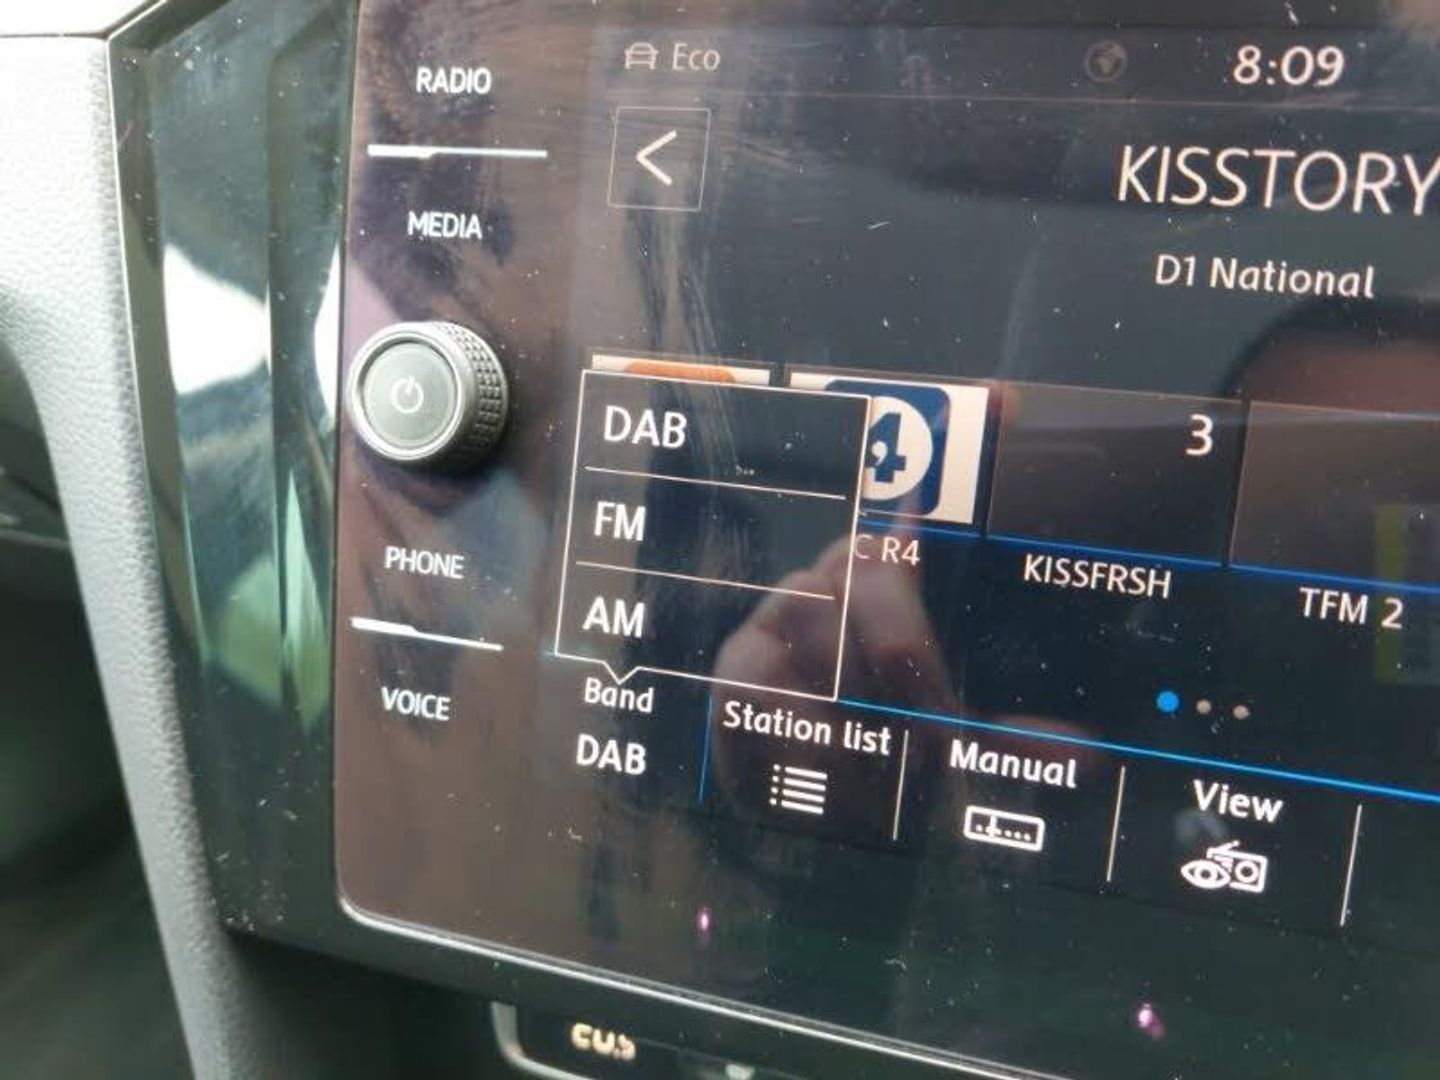 RADIO
Eco
8:09
MEDIA
KISSTORY
D1 National
DAB
FM
AM
4
3
C R4
KISSFRSH
TFM 2
PHONE
VOICE
Band
DAB
Station list
Manual
View